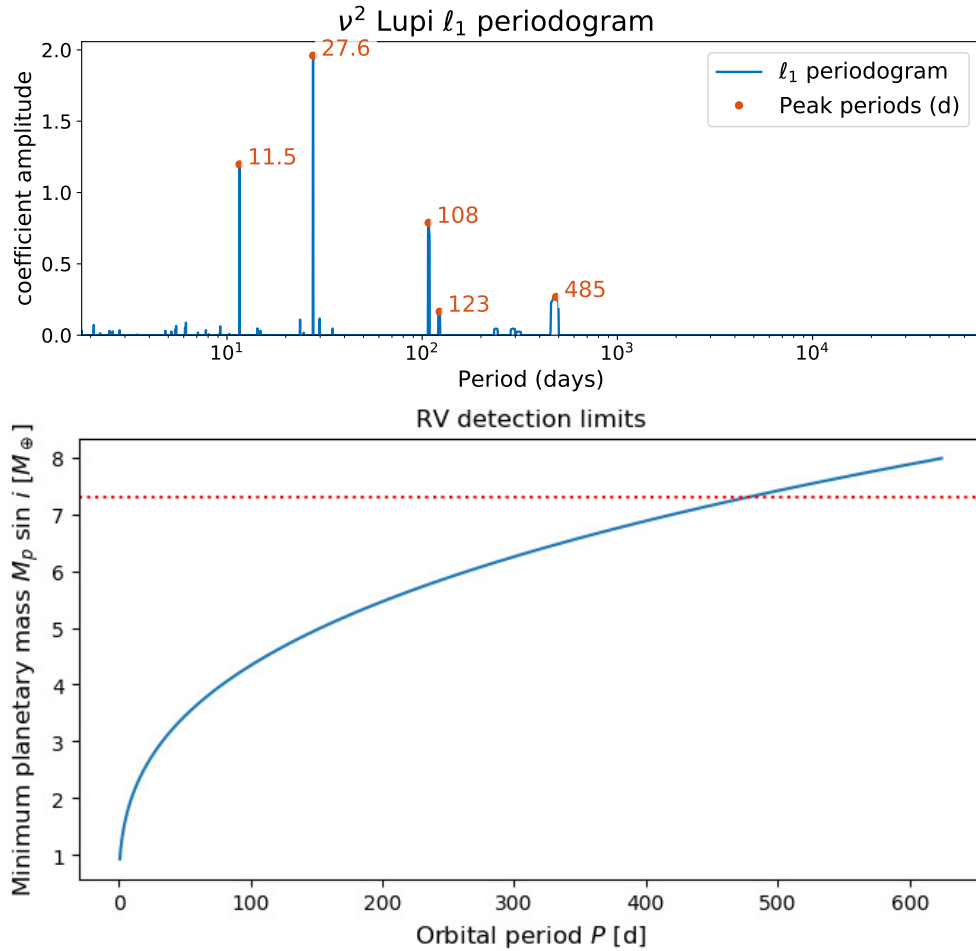 ν² Lupi ℓ₁ periodogram
2.0
1.5
1.0
0.5
0.0
coefficient amplitude
27.6
11.5
108
123
485
ℓ₁ periodogram
Peak periods (d)
10¹ 10² 10³ 10⁴
Period (days)
RV detection limits
8
7
6
5
4
3
2
1
Minimum planetary mass Mₚ sin i [M⊕]
0 100 200 300 400 500 600
Orbital period P [d]